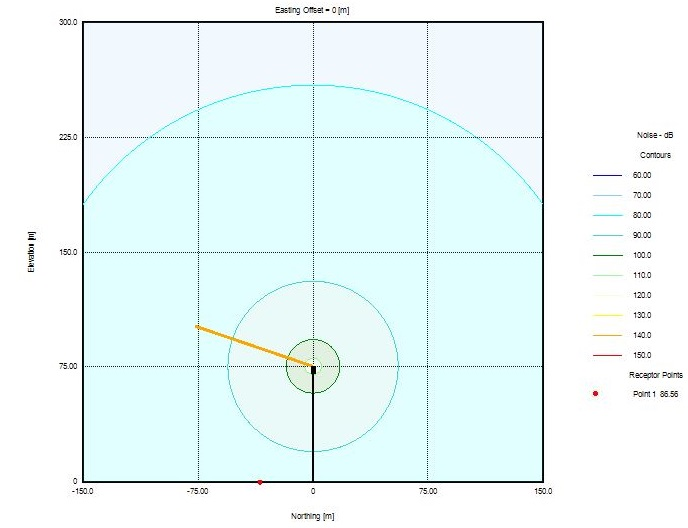 Easting Offset = 0 [m]
300.0
225.0
150.0
75.00
0
-150.0
-75.00
0
75.00
150.0
Northing [m]
Elevation [m]
Noise - dB
Contours
60.00
70.00
80.00
90.00
100.0
110.0
120.0
130.0
140.0
150.0
Receptor Points
Point 1 86.56